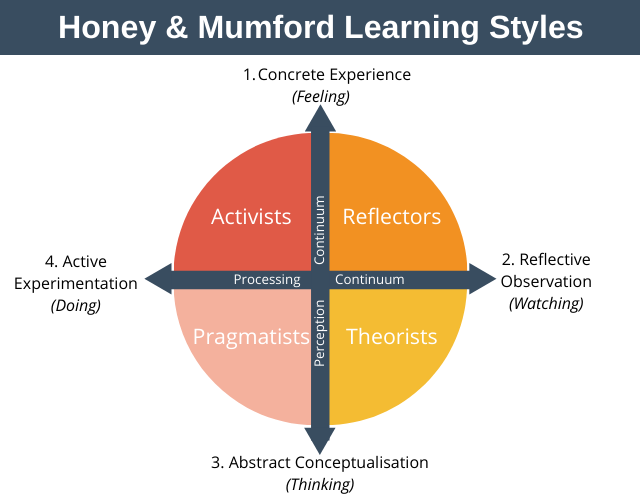 Honey & Mumford Learning Styles
1. Concrete Experience
(Feeling)
Activists
Reflectors
Perception Continuum
Processing Continuum
4. Active
Experimentation
(Doing)
2. Reflective
Observation
(Watching)
Pragmatists
Theorists
3. Abstract Conceptualisation
(Thinking)